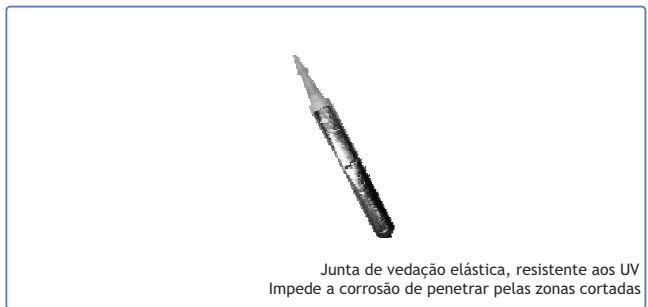 Junta de vedação elástica, resistente aos UV
Impede a corrosão de penetrar pelas zonas cortadas